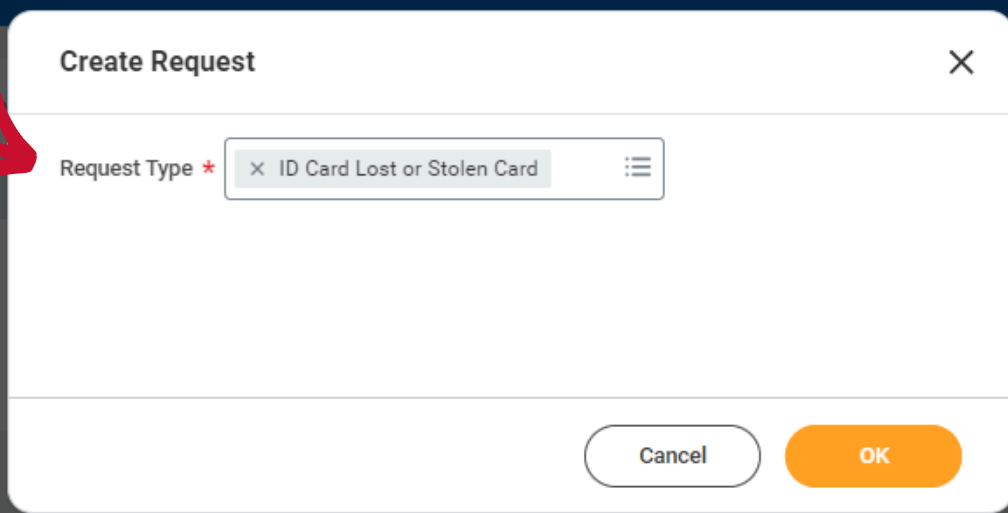 Create Request
Request Type *
ID Card Lost or Stolen Card
Cancel
OK